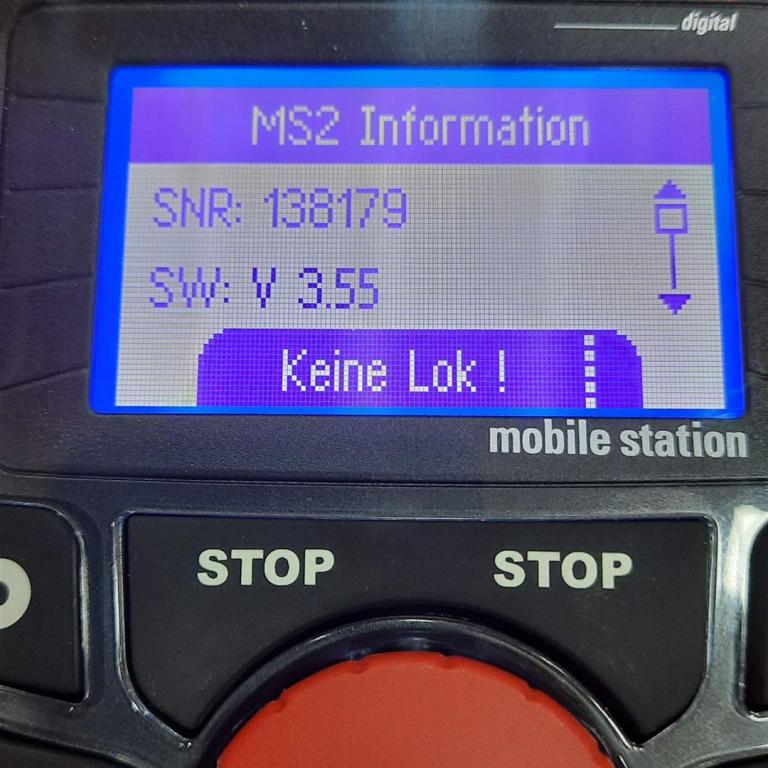 digital
MS2 Information
SNR: 138179
SW: V 3.55
Keine Lok !
mobile station
STOP STOP